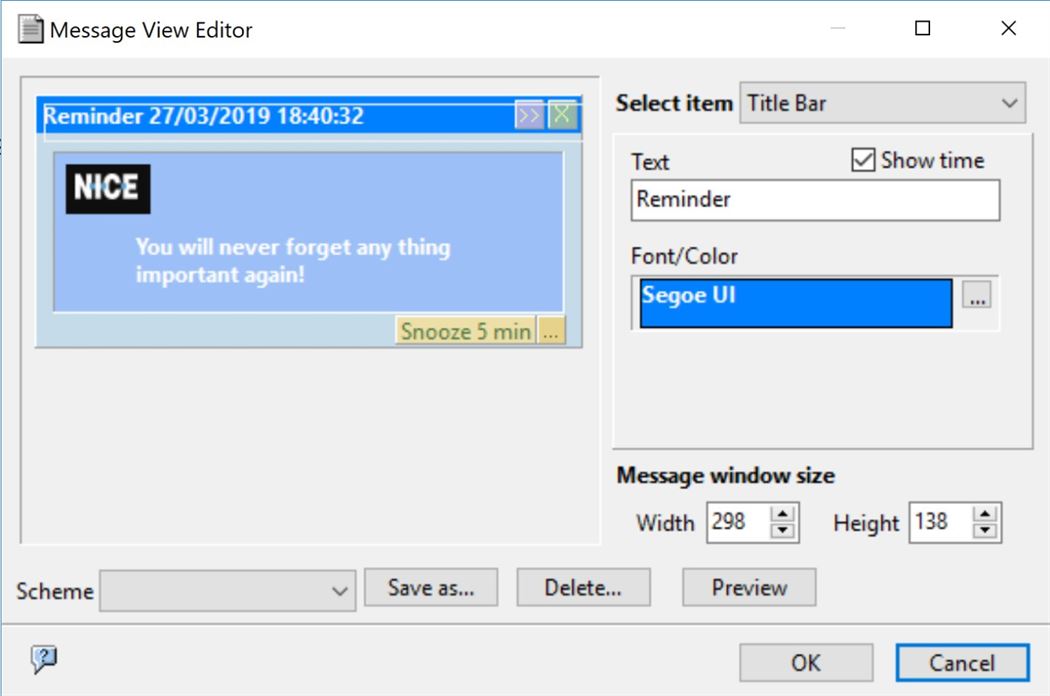 Message View Editor
Reminder 27/03/2019 18:40:32
>> X
NICE
You will never forget any thing
important again!
Snooze 5 min ...
Select item Title Bar
Text Show time
Reminder
Font/Color
Segoe UI ...
Message window size
Width 298 Height 138
Scheme Save as... Delete... Preview
?
OK Cancel